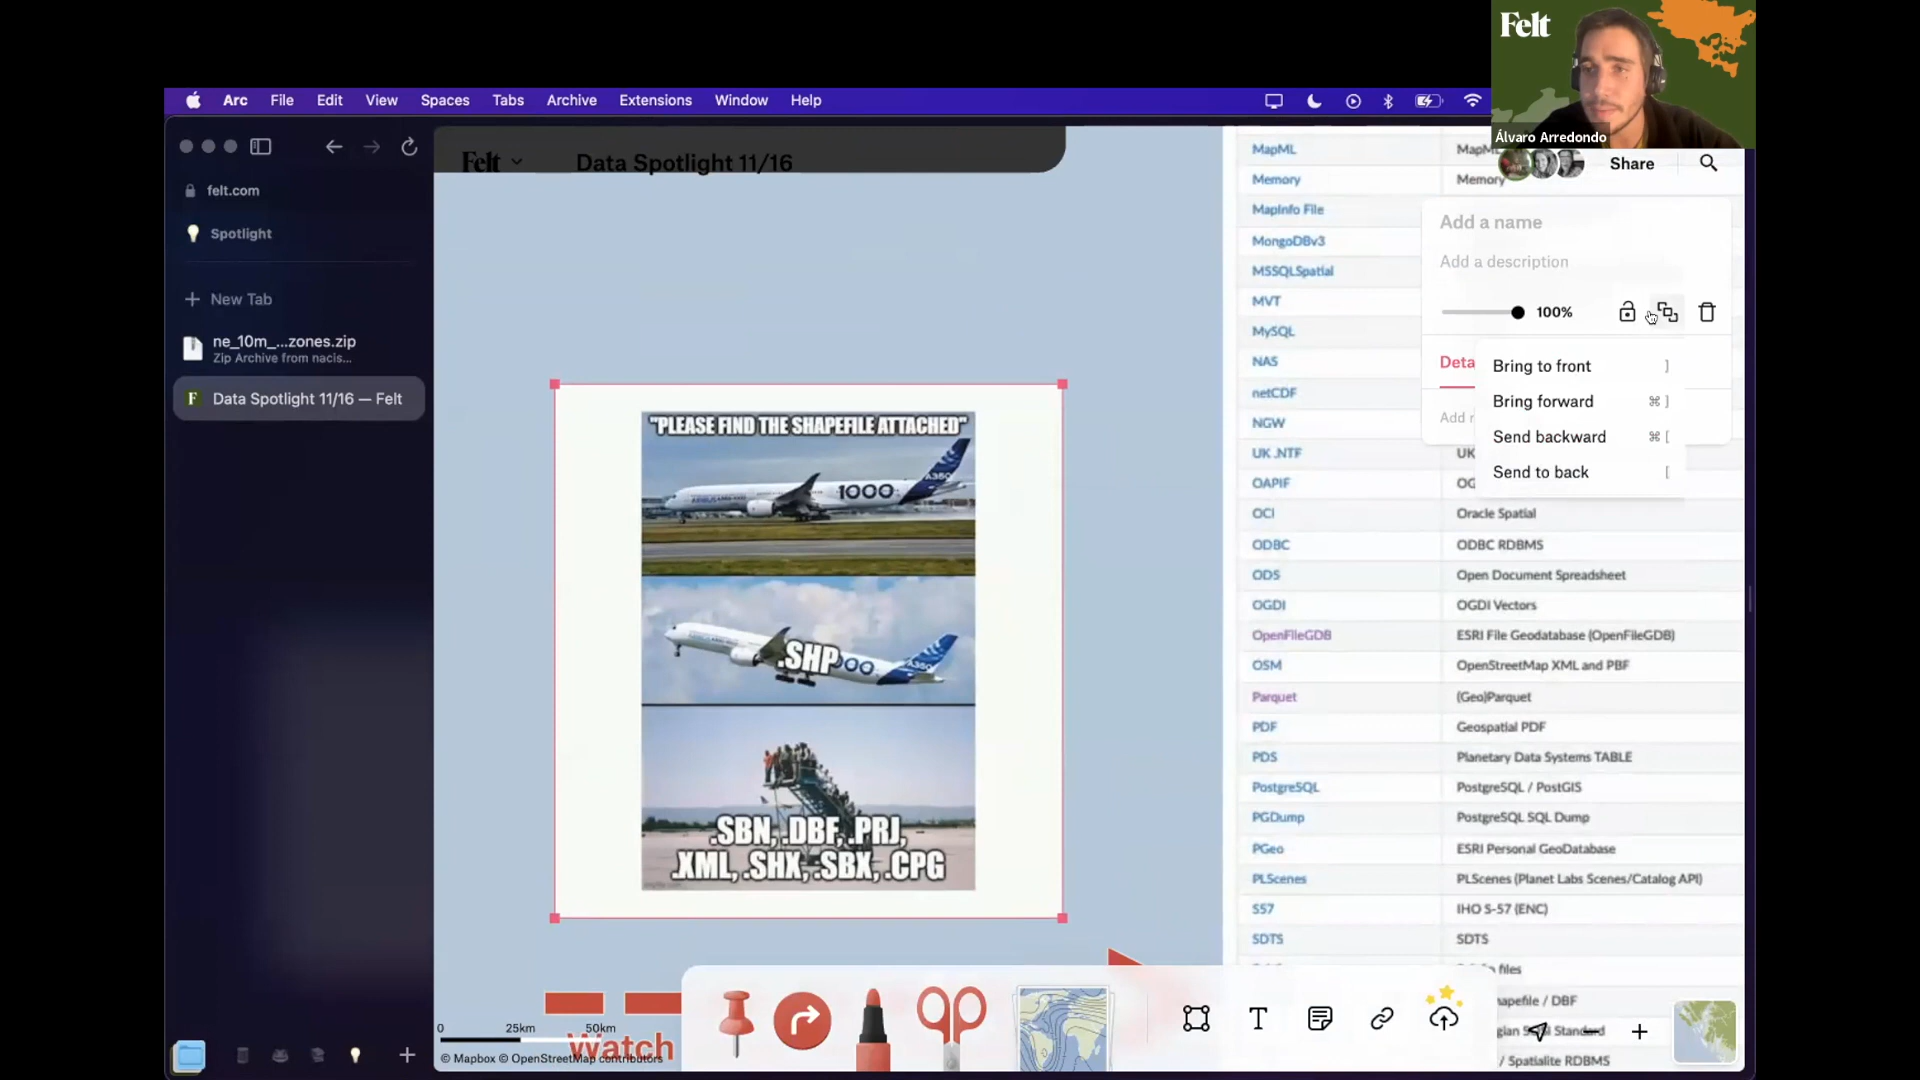 Felt
Álvaro Arredondo
Arc File Edit View Spaces Tabs Archive Extensions Window Help
felt.com
Spotlight
New Tab
ne_10m_...zones.zip
Zip Archive from nacis...
Data Spotlight 11/16 — Felt
Felt
Data Spotlight 11/16
Share
"PLEASE FIND THE SHAPEFILE ATTACHED"
1000
A350
.SHP
.SBN, .DBF, .PRJ,
.XML, .SHX, .SBX, .CPG
watch
0 25km 50km
© Mapbox © OpenStreetMap contributors
Add a name
Add a description
100%
Bring to front ]
Bring forward ⌘ ]
Send backward ⌘ [
Send to back [
MapML
Memory Memory
MapInfo File
MongoDBv3
MSSQLSpatial
MVT
MySQL
NAS
netCDF
NGW
UK .NTF UK
OAPIF
OCI Oracle Spatial
ODBC ODBC RDBMS
ODS Open Document Spreadsheet
OGDI OGDI Vectors
OpenFileGDB ESRI File Geodatabase (OpenFileGDB)
OSM OpenStreetMap XML and PBF
Parquet (Geo)Parquet
PDF Geospatial PDF
PDS Planetary Data Systems TABLE
PostgreSQL PostgreSQL / PostGIS
PGDump PostgreSQL SQL Dump
PGeo ESRI Personal GeoDatabase
PLScenes PLScenes (Planet Labs Scenes/Catalog API)
S57 IHO S-57 (ENC)
SDTS SDTS
files
/ DBF
/ Spatialite RDBMS
T